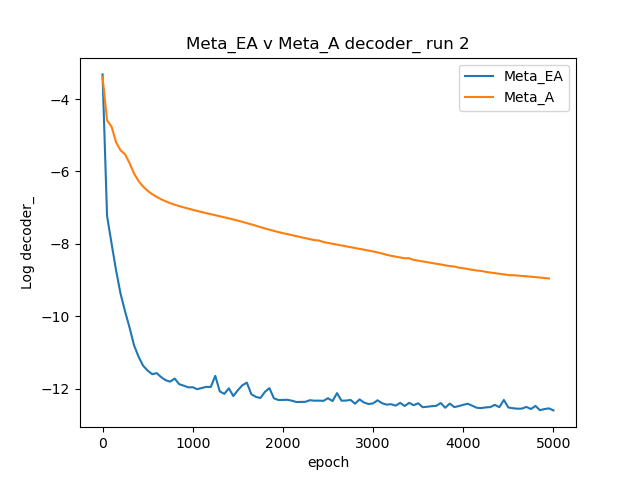 Meta_EA v Meta_A decoder_ run 2
Meta_EA
Meta_A
Log decoder_
−4
−6
−8
−10
−12
0
1000
2000
3000
4000
5000
epoch